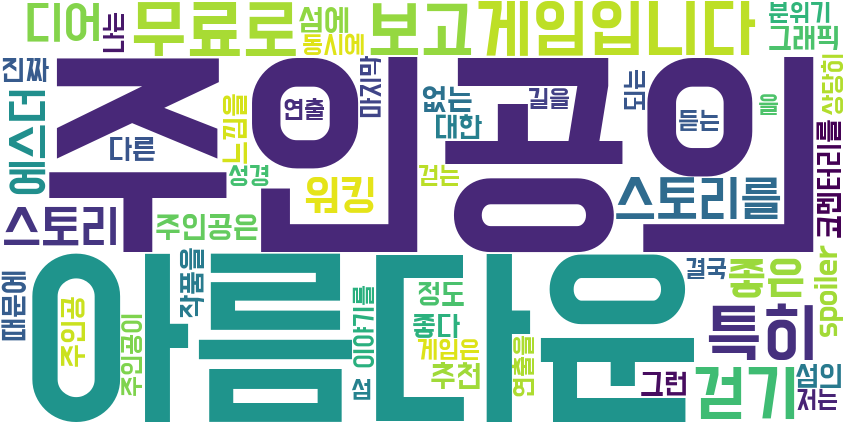 디어
나는
무료로
섬에
동시에
보고
게임입니다
분위기
그래픽
진짜
에스더
느낌을
주인공의
연출
마지막
없는
대한
길을
되는
듣는
을
상당히
다른
성경
워킹
걷는
스토리를
코멘터리를
스토리
주인공은
아름다운
작품을
때문에
주인공
주인공이
이야기를
섬
정도
좋다
게임은
추천
연출을
결국
좋은
spoiler
특히
그런
걷기
섬인
저는